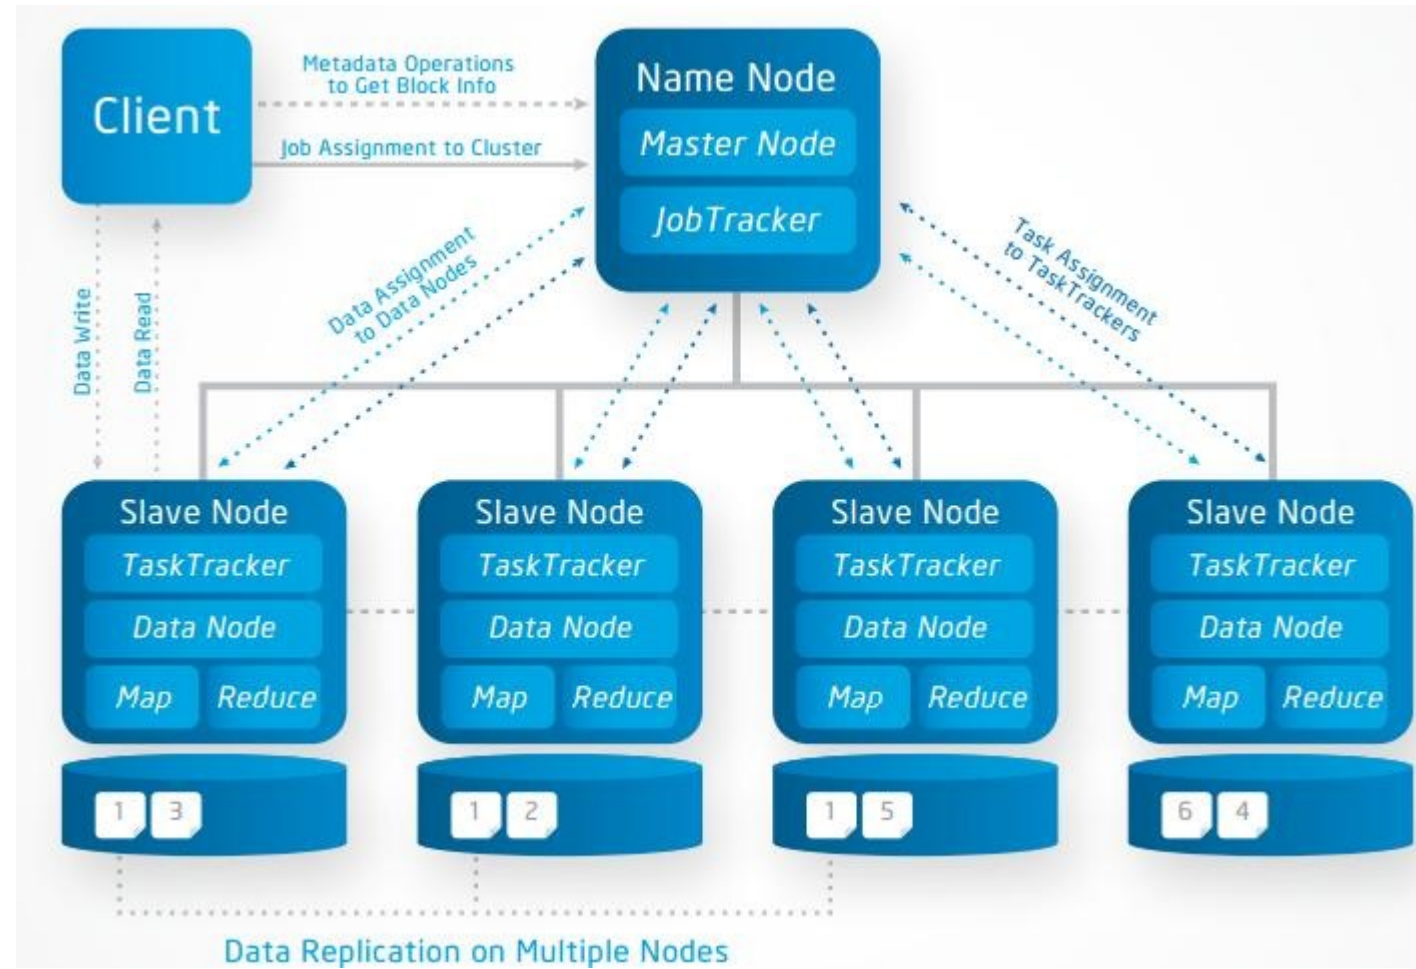 Client
Metadata Operations
to Get Block Info
Job Assignment to Cluster
Name Node
Master Node
JobTracker
Data Write
Data Read
Data Assignment
to Data Nodes
Task Assignment
to TaskTrackers
Slave Node
TaskTracker
Data Node
Map Reduce
1 3
Slave Node
TaskTracker
Data Node
Map Reduce
1 2
Slave Node
TaskTracker
Data Node
Map Reduce
1 5
Slave Node
TaskTracker
Data Node
Map Reduce
6 4
Data Replication on Multiple Nodes